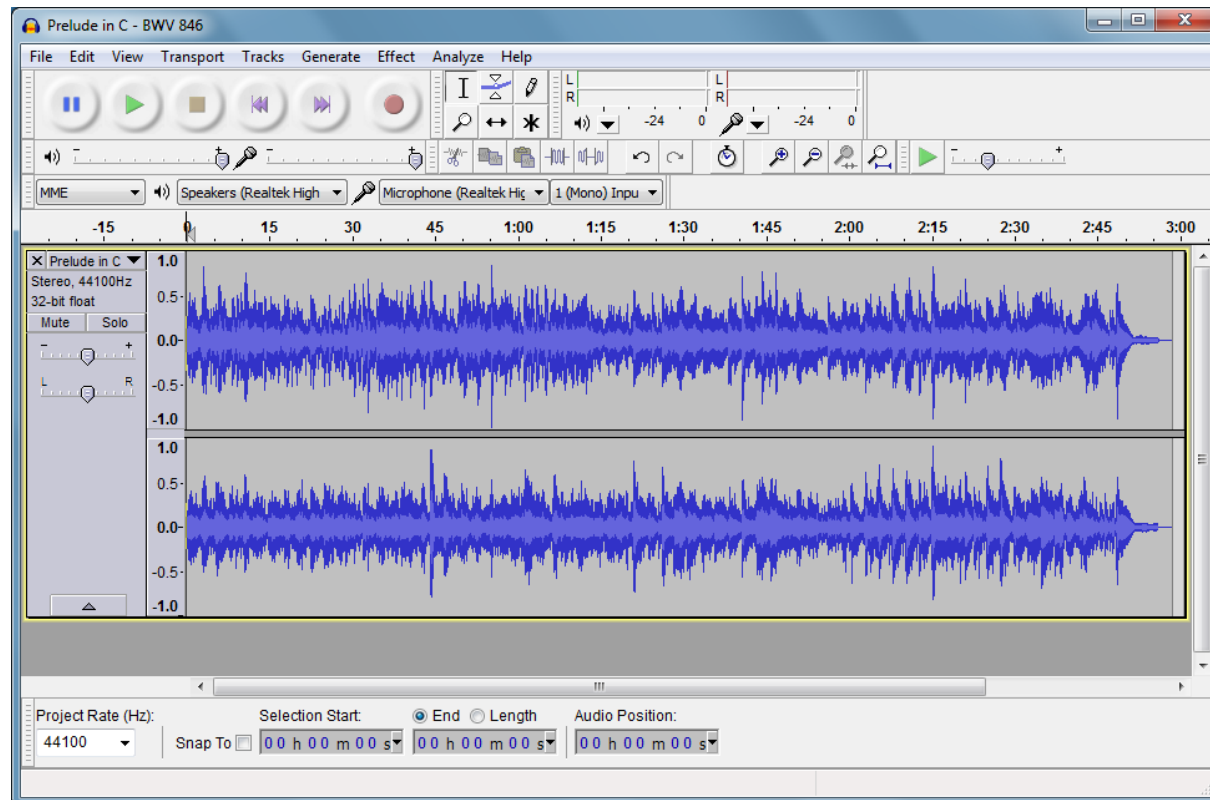 Prelude in C - BWV 846
File Edit View Transport Tracks Generate Effect Analyze Help
L L
R R
-24 0 -24 0
- + - +
MME Speakers (Realtek High Microphone (Realtek Hig 1 (Mono) Inpu
-15 0 15 30 45 1:00 1:15 1:30 1:45 2:00 2:15 2:30 2:45 3:00
X Prelude in C
Stereo, 44100Hz
32-bit float
Mute Solo
- +
L R
1.0
0.5-
0.0-
-0.5-
-1.0
1.0
0.5-
0.0-
-0.5-
-1.0
Project Rate (Hz): Selection Start: End Length Audio Position:
44100 Snap To 00 h 00 m 00 s 00 h 00 m 00 s 00 h 00 m 00 s